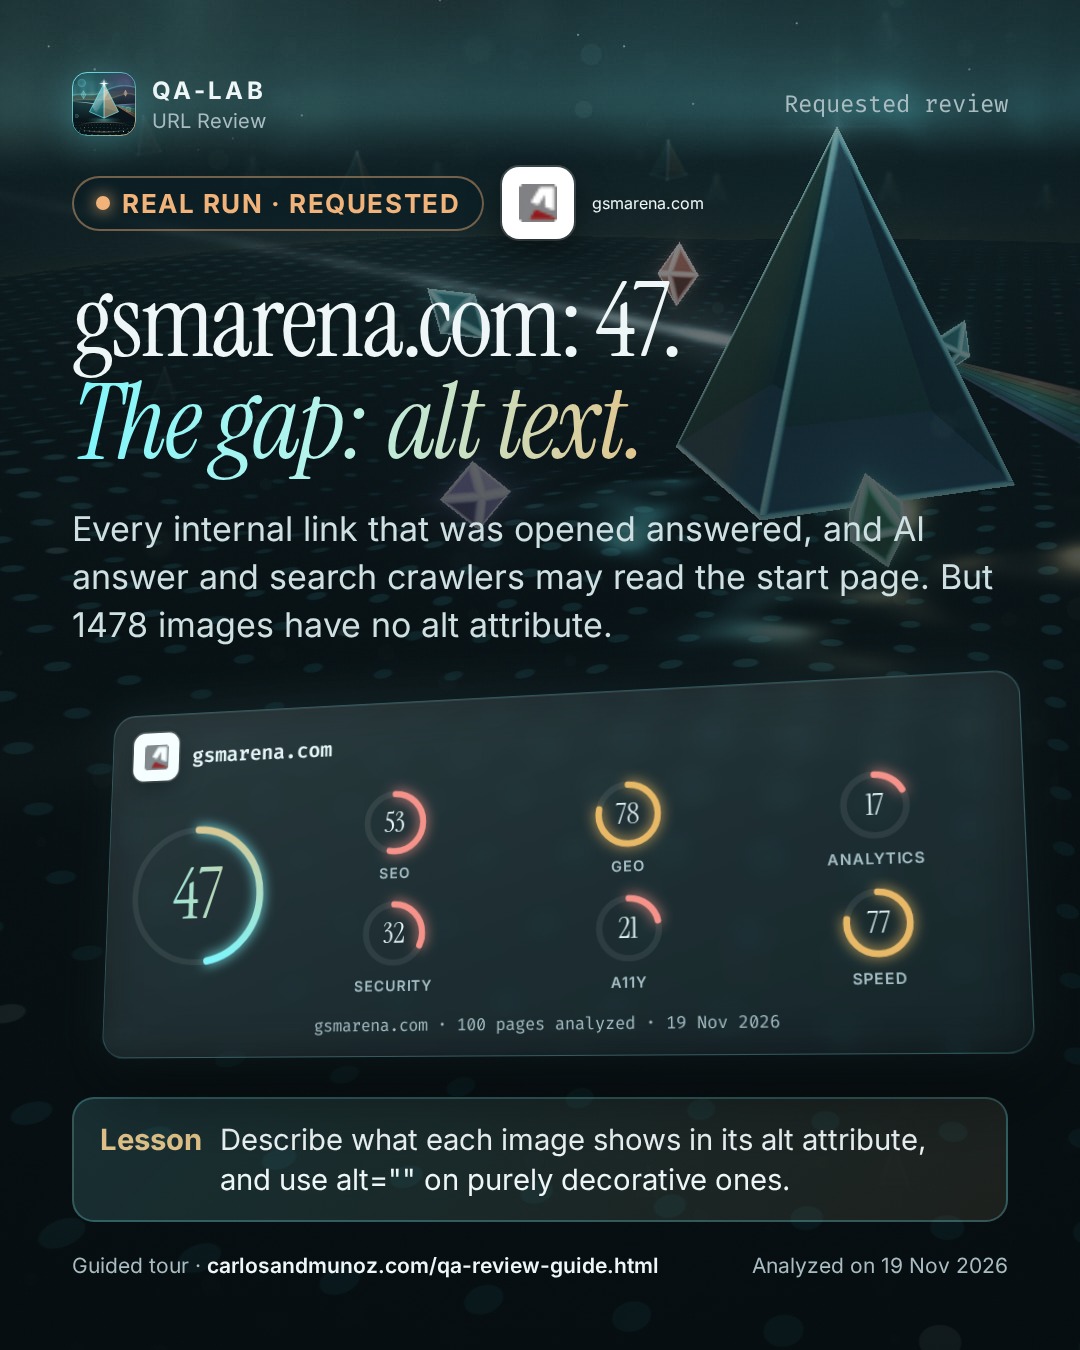 QA-LAB
URL Review
Requested review
REAL RUN · REQUESTED
gsmarena.com
gsmarena.com: 47.
The gap: alt text.
Every internal link that was opened answered, and AI
answer and search crawlers may read the start page. But
1478 images have no alt attribute.
gsmarena.com
47
53
SEO
78
GEO
17
ANALYTICS
32
SECURITY
21
A11Y
77
SPEED
gsmarena.com · 100 pages analyzed · 19 Nov 2026
Lesson
Describe what each image shows in its alt attribute,
and use alt="" on purely decorative ones.
Guided tour · carlosandmunoz.com/qa-review-guide.html
Analyzed on 19 Nov 2026